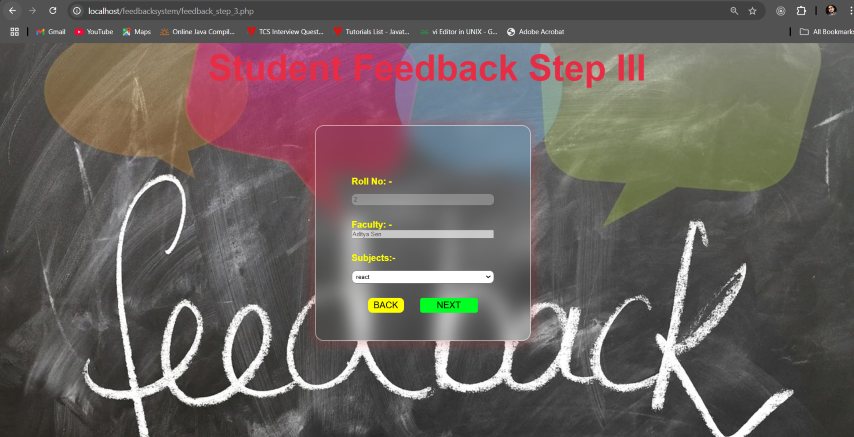 localhost/feedbacksystem/feedback_step_3.php
Gmail YouTube Maps Online Java Compil... TCS Interview Quest... Tutorials List - Javat... vi Editor in UNIX - G... Adobe Acrobat All Bookmarks
Student Feedback Step III
Roll No: -
2
Faculty: -
Aditya Sen
Subjects:-
react
BACK NEXT
feedback